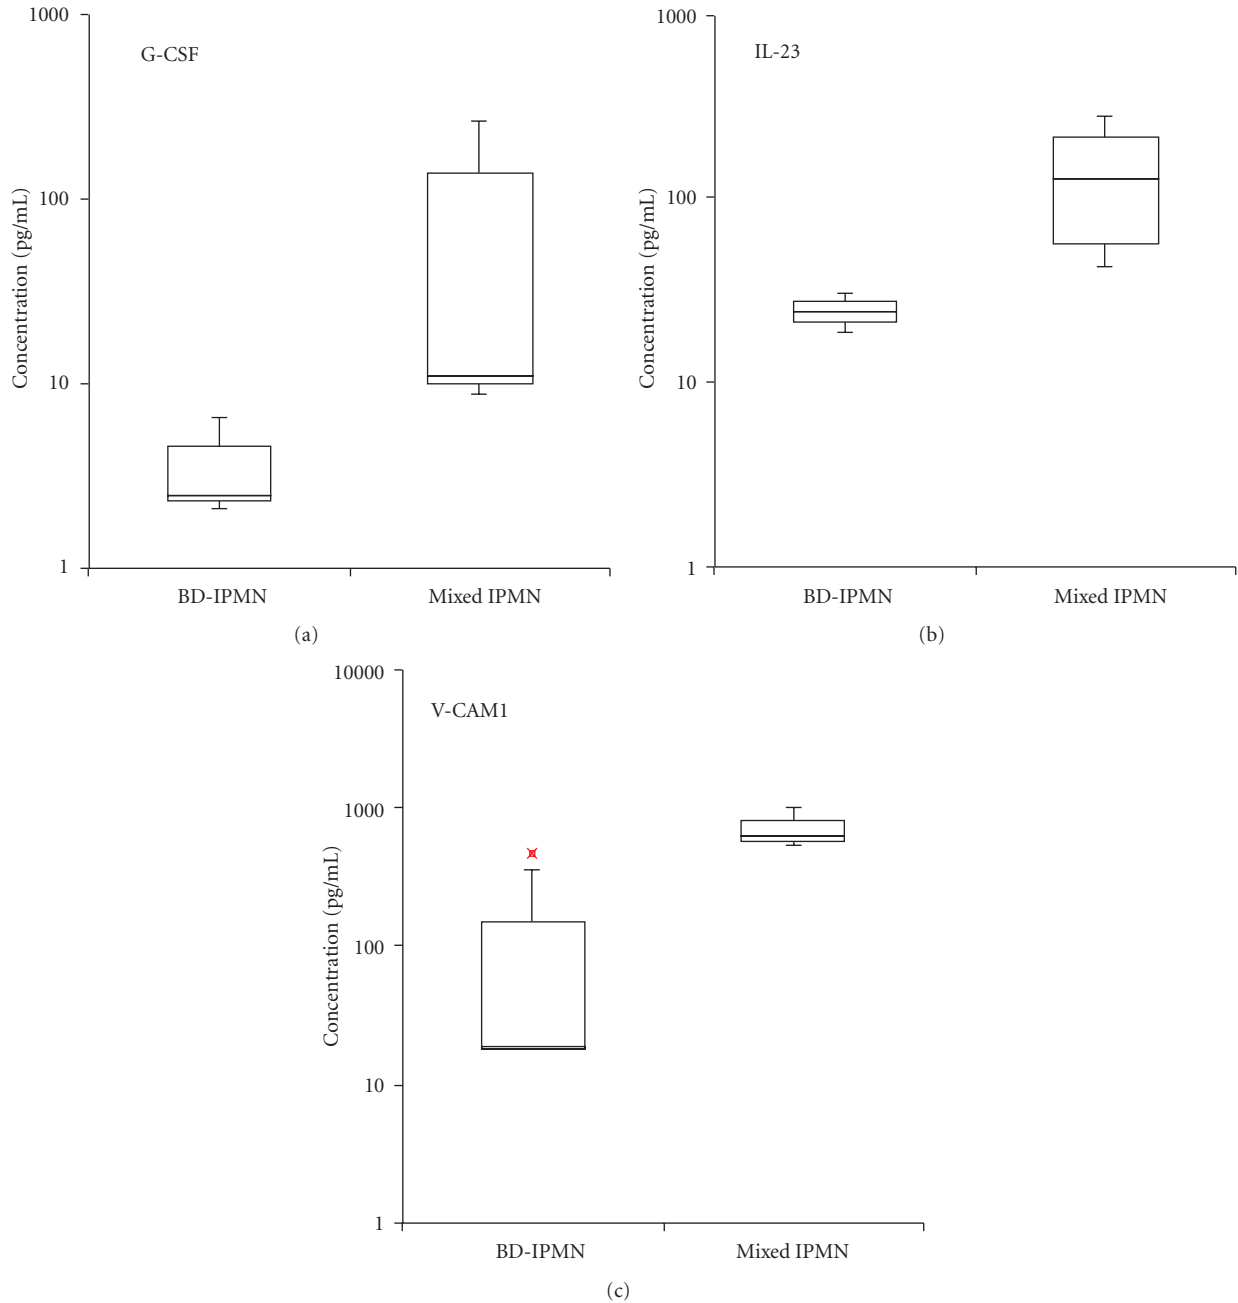 1000
G-CSF
100
10
1
Concentration (pg/mL)
BD-IPMN Mixed IPMN
(a)
1000
IL-23
100
10
1
Concentration (pg/mL)
BD-IPMN Mixed IPMN
(b)
10000
V-CAM1
1000
100
10
1
Concentration (pg/mL)
BD-IPMN Mixed IPMN
(c)